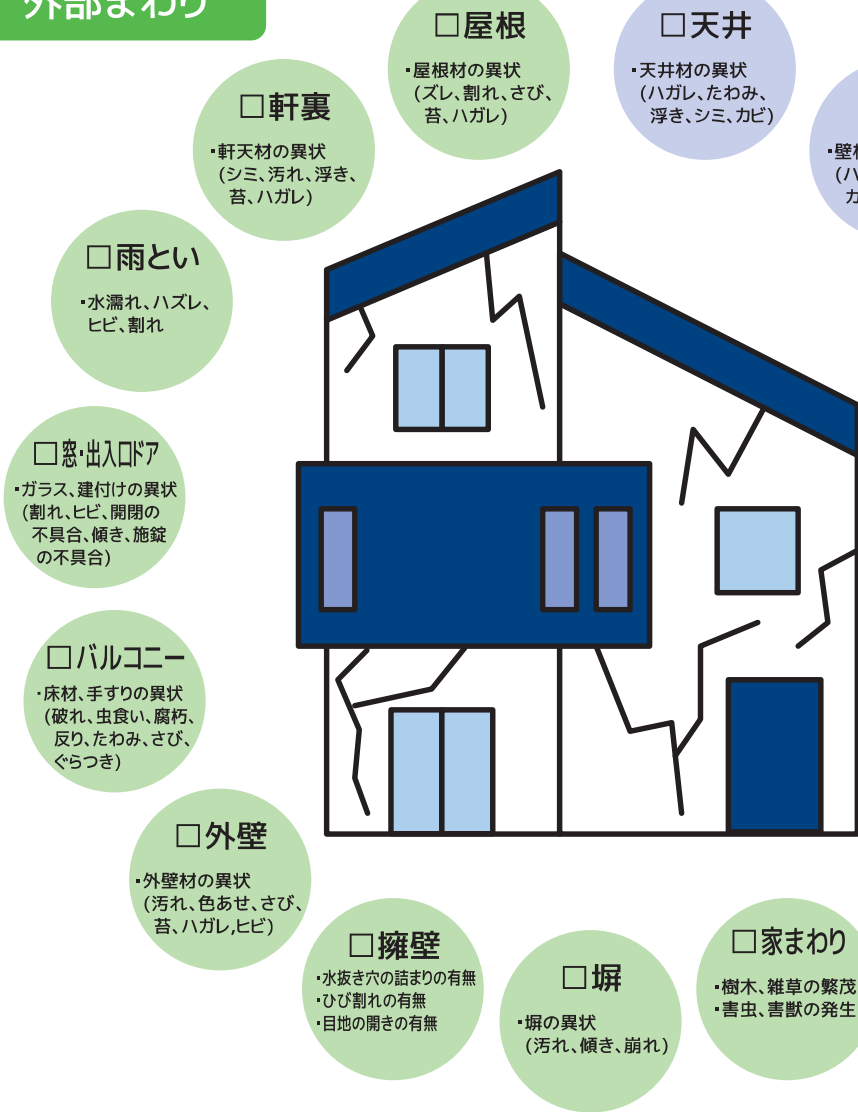 外部まわり
□屋根
・屋根材の異状
(ズレ、割れ、さび、
苔、ハガレ)
□天井
・天井材の異状
(ハガレ、たわみ、
浮き、シミ、カビ)
□軒裏
・軒天材の異状
(シミ、汚れ、浮き、
苔、ハガレ)
・壁
(ハ
カ
□雨とい
・水濡れ、ハズレ、
ヒビ、割れ
□窓・出入口ドア
・ガラス、建付けの異状
(割れ、ヒビ、開閉の
不具合、傾き、施錠
の不具合)
□バルコニー
・床材、手すりの異状
(破れ、虫食い、腐朽、
反り、たわみ、さび、
ぐらつき)
□外壁
・外壁材の異状
(汚れ、色あせ、さび、
苔、ハガレ,ヒビ)
□擁壁
・水抜き穴の詰まりの有無
・ひび割れの有無
・目地の開きの有無
□塀
・塀の異状
(汚れ、傾き、崩れ)
□家まわり
・樹木、雑草の繁茂
・害虫、害獣の発生